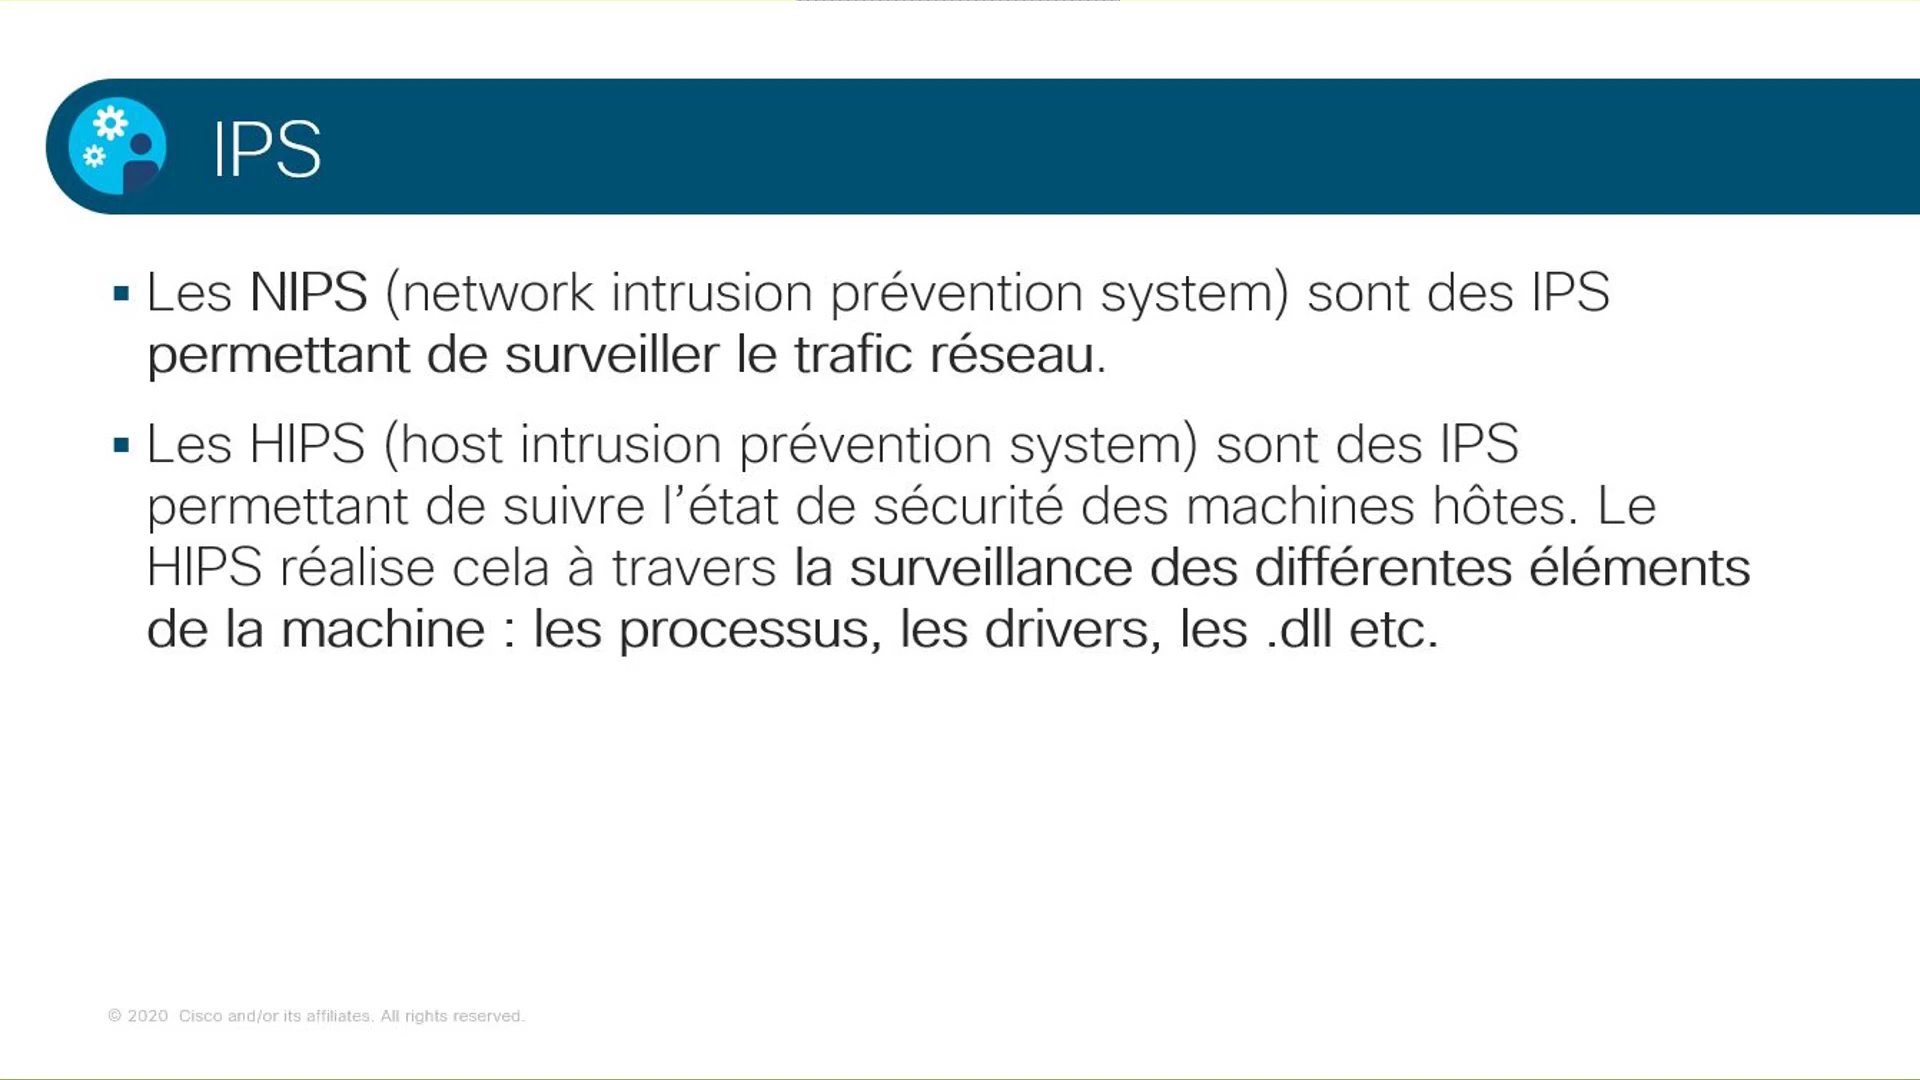 IPS
▪ Les NIPS (network intrusion prévention system) sont des IPS
permettant de surveiller le trafic réseau.
▪ Les HIPS (host intrusion prévention system) sont des IPS
permettant de suivre l’état de sécurité des machines hôtes. Le
HIPS réalise cela à travers la surveillance des différentes éléments
de la machine : les processus, les drivers, les .dll etc.
© 2020 Cisco and/or its affiliates. All rights reserved.